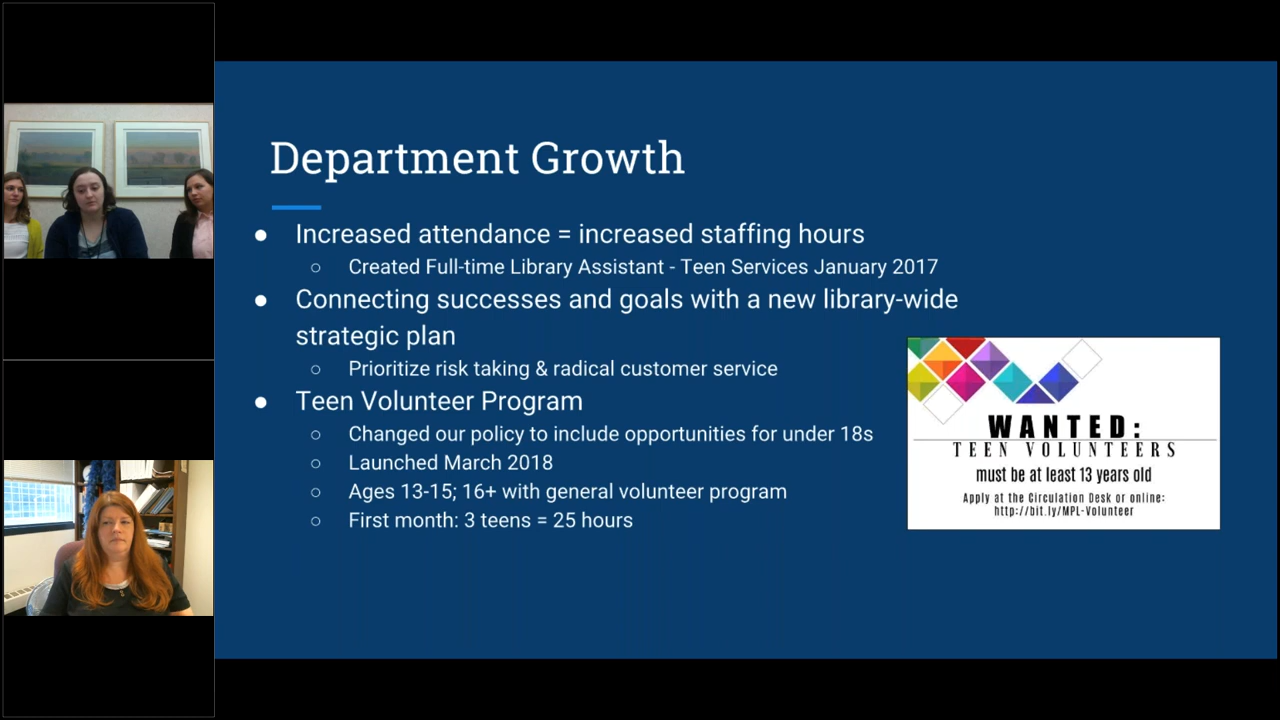 Department Growth
● Increased attendance = increased staffing hours
○ Created Full-time Library Assistant - Teen Services January 2017
● Connecting successes and goals with a new library-wide
strategic plan
○ Prioritize risk taking & radical customer service
● Teen Volunteer Program
○ Changed our policy to include opportunities for under 18s
○ Launched March 2018
○ Ages 13-15; 16+ with general volunteer program
○ First month: 3 teens = 25 hours
WANTED:
TEEN VOLUNTEERS
must be at least 13 years old
Apply at the Circulation Desk or online:
http://bit.ly/MPL-Volunteer